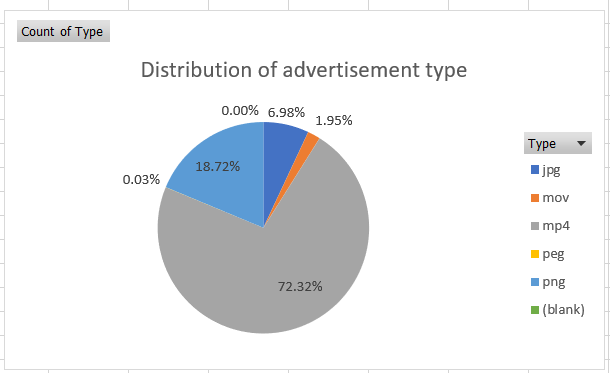 Count of Type
Distribution of advertisement type
0.00%
6.98%
1.95%
0.03%
18.72%
72.32%
Type
jpg
mov
mp4
peg
png
(blank)